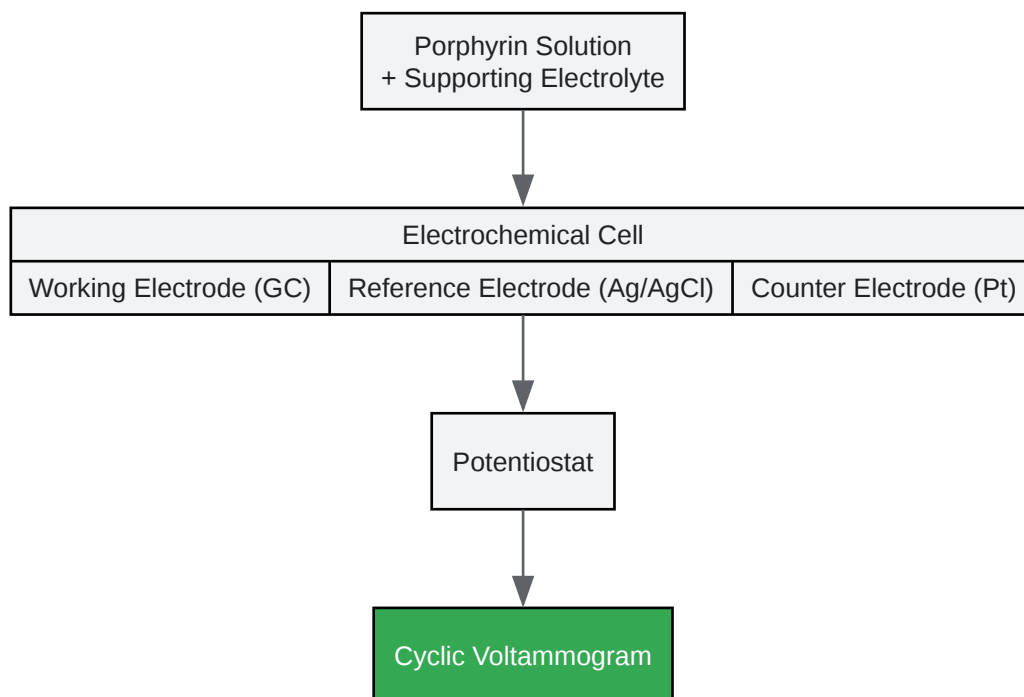 Porphyrin Solution
+ Supporting Electrolyte
Electrochemical Cell
Working Electrode (GC)
Reference Electrode (Ag/AgCl)
Counter Electrode (Pt)
Potentiostat
Cyclic Voltammogram